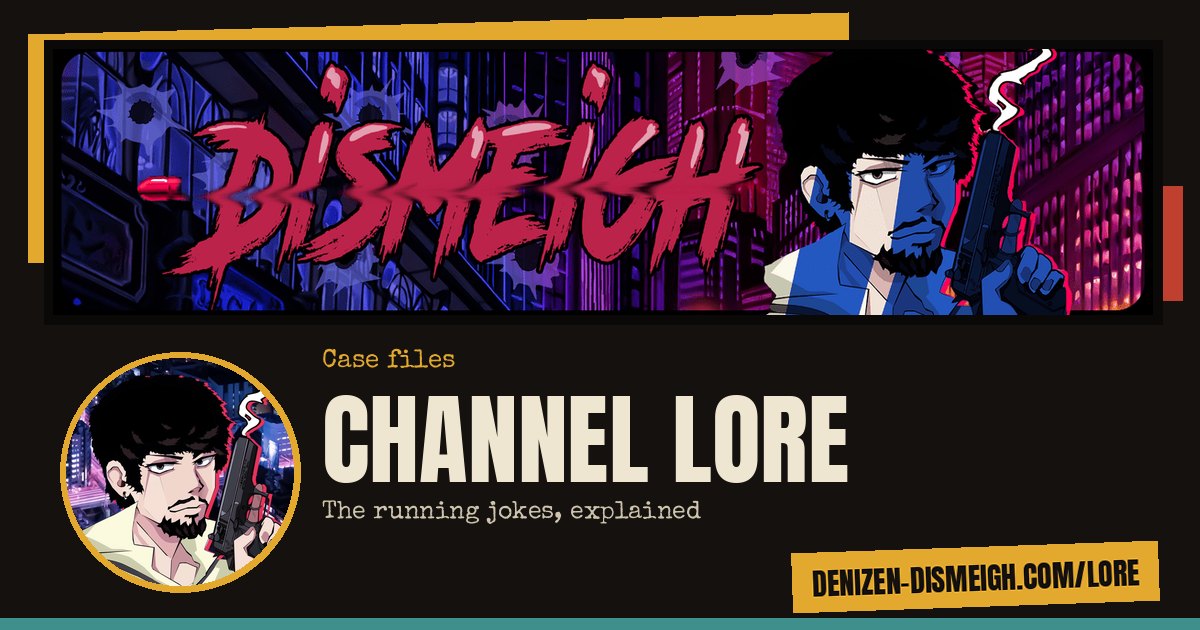 DISMEIGH
Case files
CHANNEL LORE
The running jokes, explained
DENIZEN-DISMEIGH.COM/LORE